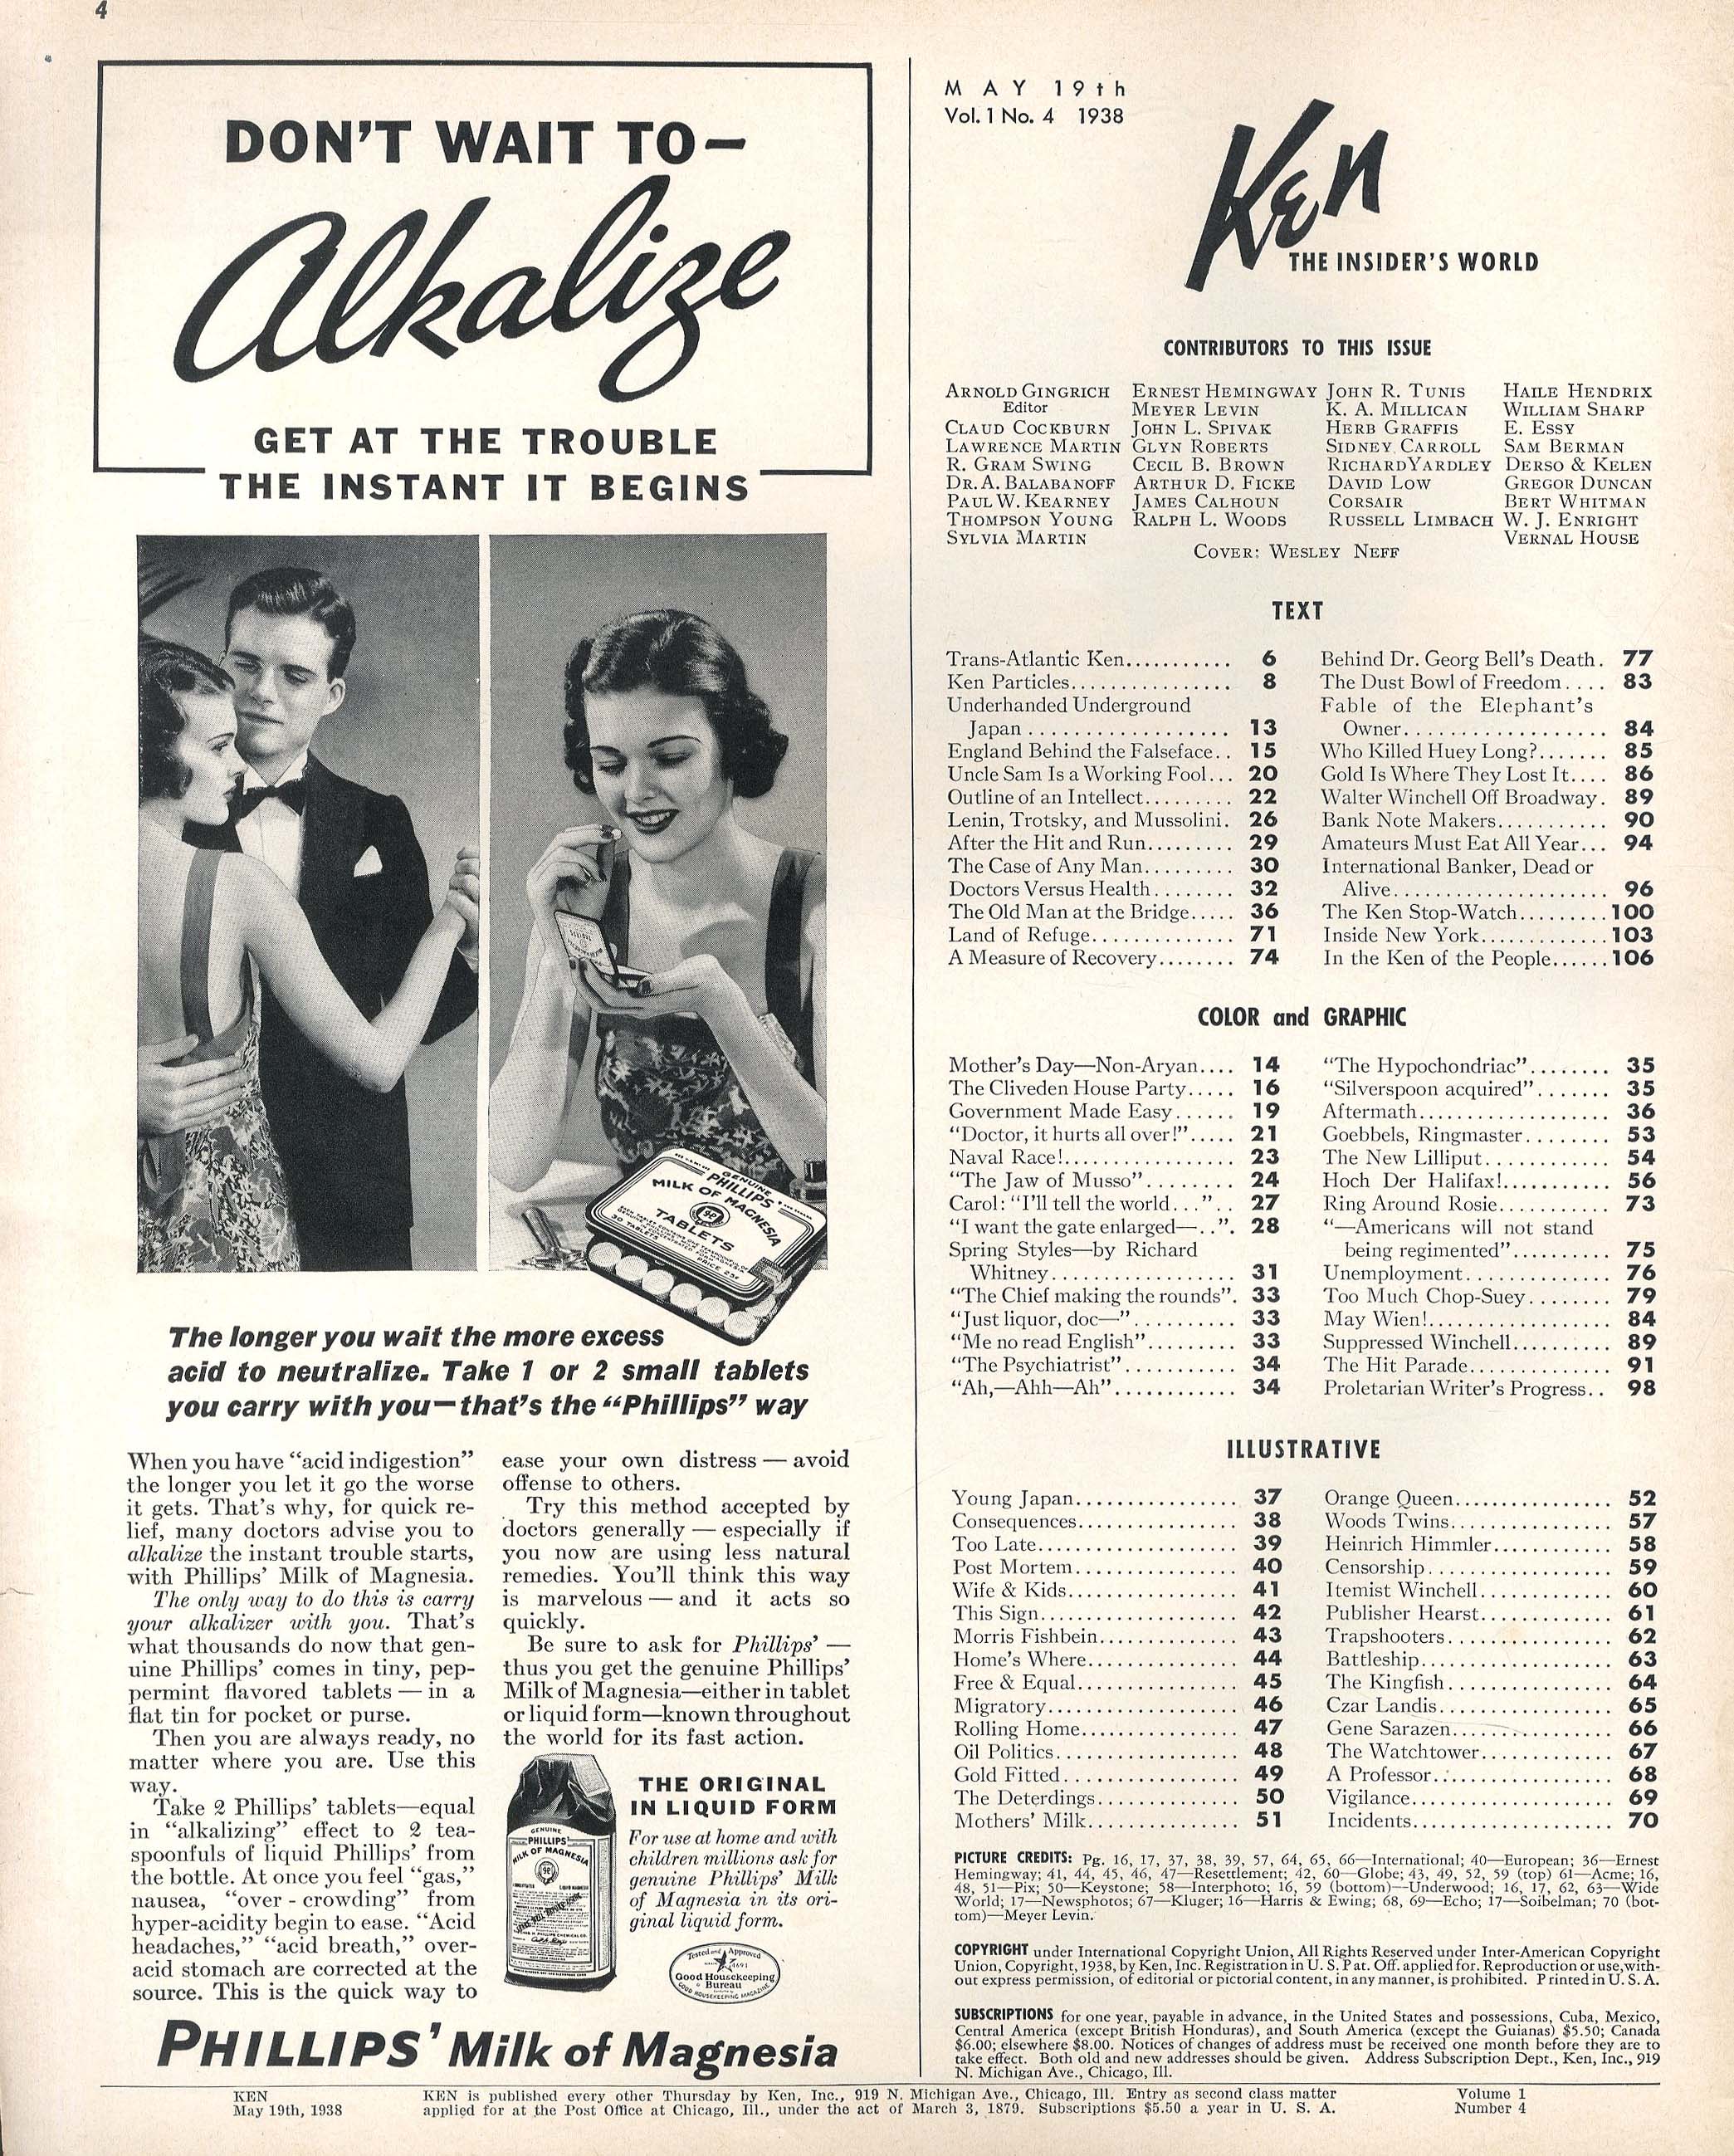 4
DON'T WAIT TO—
Alkalize
GET AT THE TROUBLE
THE INSTANT IT BEGINS
GENUINE
PHILLIPS'
MILK OF MAGNESIA
TABLETS
30 TABLETS
PRICE 25¢
The longer you wait the more excess
acid to neutralize. Take 1 or 2 small tablets
you carry with you—that's the "Phillips" way
When you have "acid indigestion"
the longer you let it go the worse
it gets. That's why, for quick re-
lief, many doctors advise you to
alkalize the instant trouble starts,
with Phillips' Milk of Magnesia.
The only way to do this is carry
your alkalizer with you. That's
what thousands do now that gen-
uine Phillips' comes in tiny, pep-
permint flavored tablets — in a
flat tin for pocket or purse.
Then you are always ready, no
matter where you are. Use this
way.
Take 2 Phillips' tablets—equal
in "alkalizing" effect to 2 tea-
spoonfuls of liquid Phillips' from
the bottle. At once you feel "gas,"
nausea, "over - crowding" from
hyper-acidity begin to ease. "Acid
headaches," "acid breath," over-
acid stomach are corrected at the
source. This is the quick way to
ease your own distress — avoid
offense to others.
Try this method accepted by
doctors generally — especially if
you now are using less natural
remedies. You'll think this way
is marvelous — and it acts so
quickly.
Be sure to ask for Phillips' —
thus you get the genuine Phillips'
Milk of Magnesia—either in tablet
or liquid form—known throughout
the world for its fast action.
GENUINE
PHILLIPS'
MILK OF MAGNESIA
THE ORIGINAL
IN LIQUID FORM
For use at home and with
children millions ask for
genuine Phillips' Milk
of Magnesia in its ori-
ginal liquid form.
Tested and Approved
4691
Good Housekeeping
Bureau
GOOD HOUSEKEEPING MAGAZINE
PHILLIPS' Milk of Magnesia
MAY 19th
Vol. 1 No. 4 1938
Ken
THE INSIDER'S WORLD
CONTRIBUTORS TO THIS ISSUE
ARNOLD GINGRICH
Editor
CLAUD COCKBURN
LAWRENCE MARTIN
R. GRAM SWING
DR. A. BALABANOFF
PAUL W. KEARNEY
THOMPSON YOUNG
SYLVIA MARTIN
ERNEST HEMINGWAY
MEYER LEVIN
JOHN L. SPIVAK
GLYN ROBERTS
CECIL B. BROWN
ARTHUR D. FICKE
JAMES CALHOUN
RALPH L. WOODS
JOHN R. TUNIS
K. A. MILLICAN
HERB GRAFFIS
SIDNEY CARROLL
RICHARD YARDLEY
DAVID LOW
CORSAIR
RUSSELL LIMBACH
HAILE HENDRIX
WILLIAM SHARP
E. ESSY
SAM BERMAN
DERSO & KELEN
GREGOR DUNCAN
BERT WHITMAN
W. J. ENRIGHT
VERNAL HOUSE
COVER: WESLEY NEFF
TEXT
Trans-Atlantic Ken........... 6
Ken Particles................ 8
Underhanded Underground
Japan ................... 13
England Behind the Falseface.. 15
Uncle Sam Is a Working Fool... 20
Outline of an Intellect......... 22
Lenin, Trotsky, and Mussolini. 26
After the Hit and Run......... 29
The Case of Any Man......... 30
Doctors Versus Health........ 32
The Old Man at the Bridge..... 36
Land of Refuge.............. 71
A Measure of Recovery........ 74
Behind Dr. Georg Bell's Death. 77
The Dust Bowl of Freedom.... 83
Fable of the Elephant's
Owner................... 84
Who Killed Huey Long?....... 85
Gold Is Where They Lost It.... 86
Walter Winchell Off Broadway. 89
Bank Note Makers........... 90
Amateurs Must Eat All Year... 94
International Banker, Dead or
Alive..................... 96
The Ken Stop-Watch.........100
Inside New York............103
In the Ken of the People......106
COLOR and GRAPHIC
Mother's Day—Non-Aryan.... 14
The Cliveden House Party..... 16
Government Made Easy...... 19
"Doctor, it hurts all over!"..... 21
Naval Race!................. 23
"The Jaw of Musso"......... 24
Carol: "I'll tell the world...".. 27
"I want the gate enlarged—..". 28
Spring Styles—by Richard
Whitney.................. 31
"The Chief making the rounds". 33
"Just liquor, doc—".......... 33
"Me no read English"......... 33
"The Psychiatrist"........... 34
"Ah,—Ahh—Ah"............ 34
"The Hypochondriac"........ 35
"Silverspoon acquired"....... 35
Aftermath................... 36
Goebbels, Ringmaster........ 53
The New Lilliput............ 54
Hoch Der Halifax!.......... 56
Ring Around Rosie........... 73
"—Americans will not stand
being regimented".......... 75
Unemployment.............. 76
Too Much Chop-Suey........ 79
May Wien!.................. 84
Suppressed Winchell.......... 89
The Hit Parade.............. 91
Proletarian Writer's Progress.. 98
ILLUSTRATIVE
Young Japan................ 37
Consequences................ 38
Too Late.................... 39
Post Mortem................ 40
Wife & Kids................. 41
This Sign.................... 42
Morris Fishbein.............. 43
Home's Where............... 44
Free & Equal................ 45
Migratory................... 46
Rolling Home................ 47
Oil Politics.................. 48
Gold Fitted................. 49
The Deterdings.............. 50
Mothers' Milk............... 51
Orange Queen................ 52
Woods Twins................ 57
Heinrich Himmler............ 58
Censorship.................. 59
Itemist Winchell............. 60
Publisher Hearst............. 61
Trapshooters................ 62
Battleship................... 63
The Kingfish................ 64
Czar Landis................. 65
Gene Sarazen................ 66
The Watchtower............. 67
A Professor.................. 68
Vigilance.................... 69
Incidents.................... 70
PICTURE CREDITS: Pg. 16, 17, 37, 38, 39, 57, 64, 65, 66—International; 40—European; 36—Ernest
Hemingway; 41, 44, 45, 46, 47—Resettlement; 42, 60—Globe; 43, 49, 52, 59 (top) 61—Acme; 16,
48, 51—Pix; 50—Keystone; 58—Interphoto; 16, 59 (bottom)—Underwood; 16, 17, 62, 63—Wide
World; 17—Newsphotos; 67—Kluger; 16—Harris & Ewing; 68, 69—Echo; 17—Soibelman; 70 (bot-
tom)—Meyer Levin.
COPYRIGHT under International Copyright Union, All Rights Reserved under Inter-American Copyright
Union, Copyright, 1938, by Ken, Inc. Registration in U. S. Pat. Off. applied for. Reproduction or use, with-
out express permission, of editorial or pictorial content, in any manner, is prohibited. Printed in U. S. A.
SUBSCRIPTIONS for one year, payable in advance, in the United States and possessions, Cuba, Mexico,
Central America (except British Honduras), and South America (except the Guianas) $5.50; Canada
$6.00; elsewhere $8.00. Notices of changes of address must be received one month before they are to
take effect. Both old and new addresses should be given. Address Subscription Dept., Ken, Inc., 919
N. Michigan Ave., Chicago, Ill.
KEN
May 19th, 1938
KEN is published every other Thursday by Ken, Inc., 919 N. Michigan Ave., Chicago, Ill. Entry as second class matter
applied for at the Post Office at Chicago, Ill., under the act of March 3, 1879. Subscriptions $5.50 a year in U. S. A.
Volume 1
Number 4